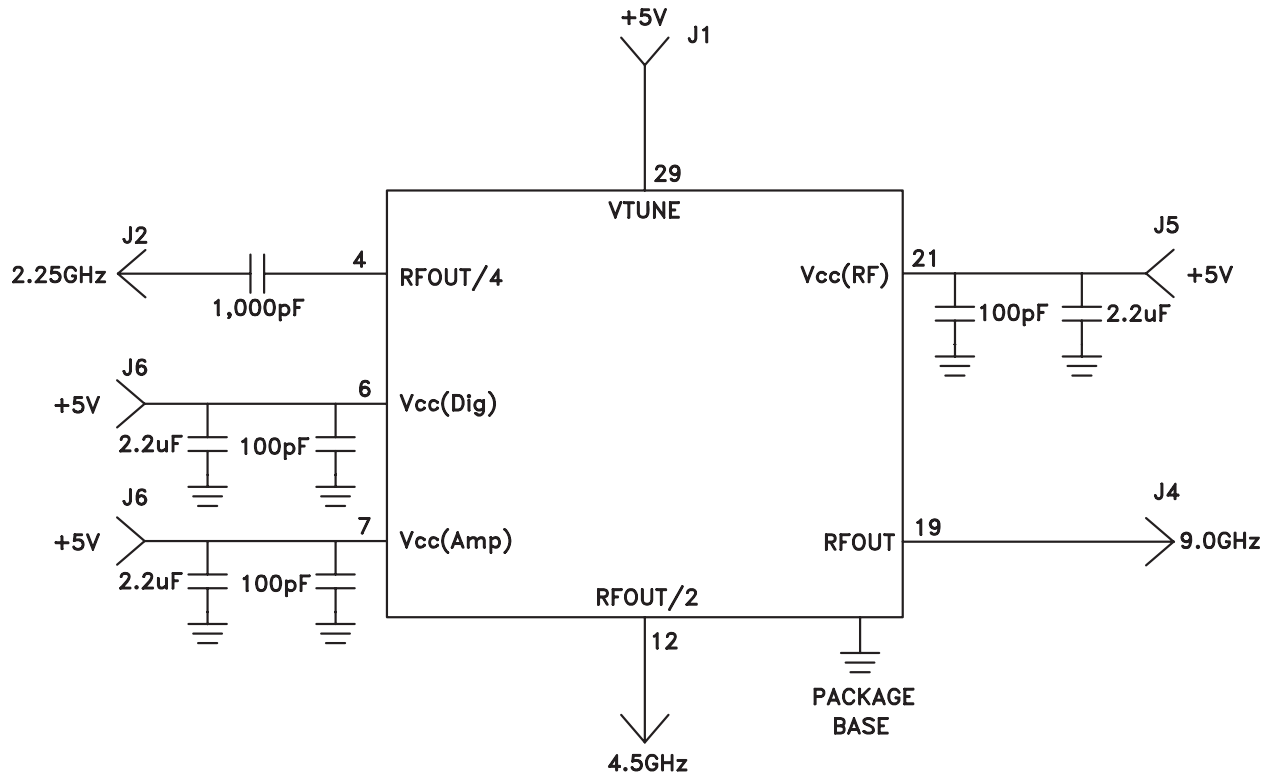 +5V
J1
29
VTUNE
J2
2.25GHz
4
RFOUT/4
1,000pF
J5
Vcc(RF)
21
+5V
100pF
2.2uF
J6
+5V
6
Vcc(Dig)
2.2uF
100pF
J6
+5V
7
Vcc(Amp)
2.2uF
100pF
J4
RFOUT
19
9.0GHz
RFOUT/2
12
PACKAGE
BASE
4.5GHz